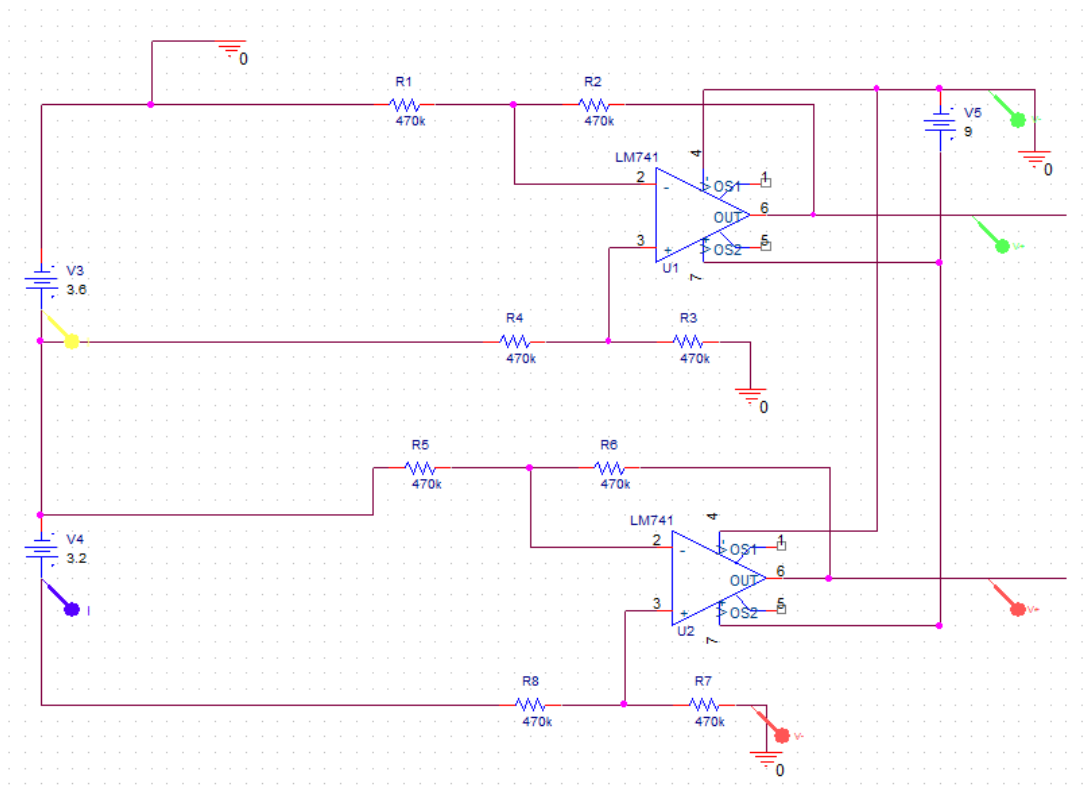 0
R1
470k
R2
470k
V5
9
V-
0
LM741
4
2
-
V-
OS1
1
OUT
6
V+
3
+
V+
OS2
5
U1
7
V3
3.6
R4
470k
R3
470k
0
R5
470k
R6
470k
LM741
4
2
-
V-
OS1
1
OUT
6
V+
3
+
V+
OS2
5
U2
7
V4
3.2
I
R8
470k
R7
470k
V-
0